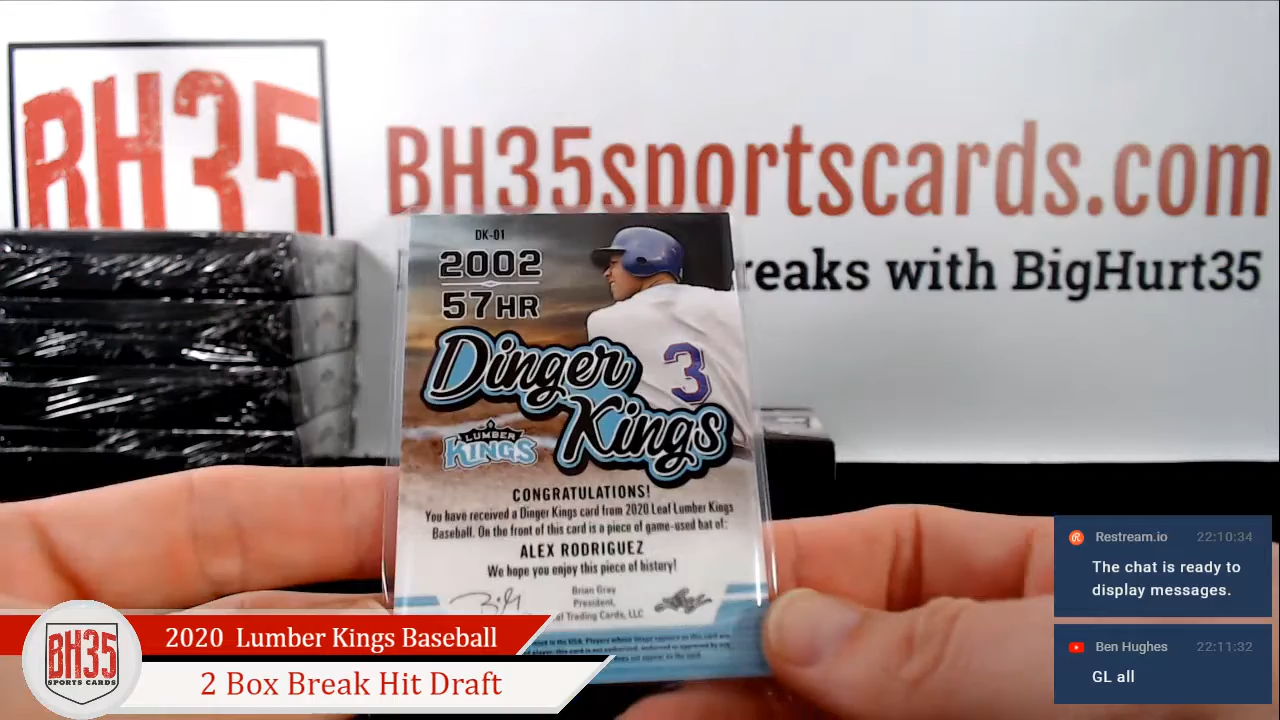 BH35
BH35sportscards.com
reaks with BigHurt35
DK-01
2002
57HR
3
Dinger
Kings
LUMBER
KINGS
CONGRATULATIONS!
You have received a Dinger Kings card from 2020 Leaf Lumber Kings
Baseball. On the front of this card is a piece of game-used bat of:
ALEX RODRIGUEZ
We hope you enjoy this piece of history!
Brian Gray
President,
Trading Cards, LLC
Restream.io 22:10:34
The chat is ready to
display messages.
Ben Hughes 22:11:32
GL all
BH35
SPORTS CARDS
2020 Lumber Kings Baseball
2 Box Break Hit Draft